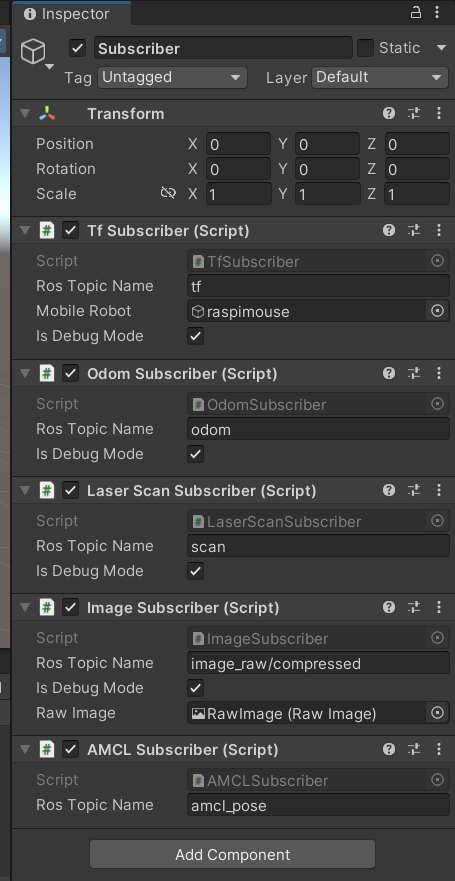 Inspector
Subscriber Static
Tag Untagged Layer Default
Transform
Position X 0 Y 0 Z 0
Rotation X 0 Y 0 Z 0
Scale X 1 Y 1 Z 1
# Tf Subscriber (Script)
Script # TfSubscriber
Ros Topic Name tf
Mobile Robot raspimouse
Is Debug Mode
# Odom Subscriber (Script)
Script # OdomSubscriber
Ros Topic Name odom
Is Debug Mode
# Laser Scan Subscriber (Script)
Script # LaserScanSubscriber
Ros Topic Name scan
Is Debug Mode
# Image Subscriber (Script)
Script # ImageSubscriber
Ros Topic Name image_raw/compressed
Is Debug Mode
Raw Image RawImage (Raw Image)
# AMCL Subscriber (Script)
Script # AMCLSubscriber
Ros Topic Name amcl_pose
Add Component